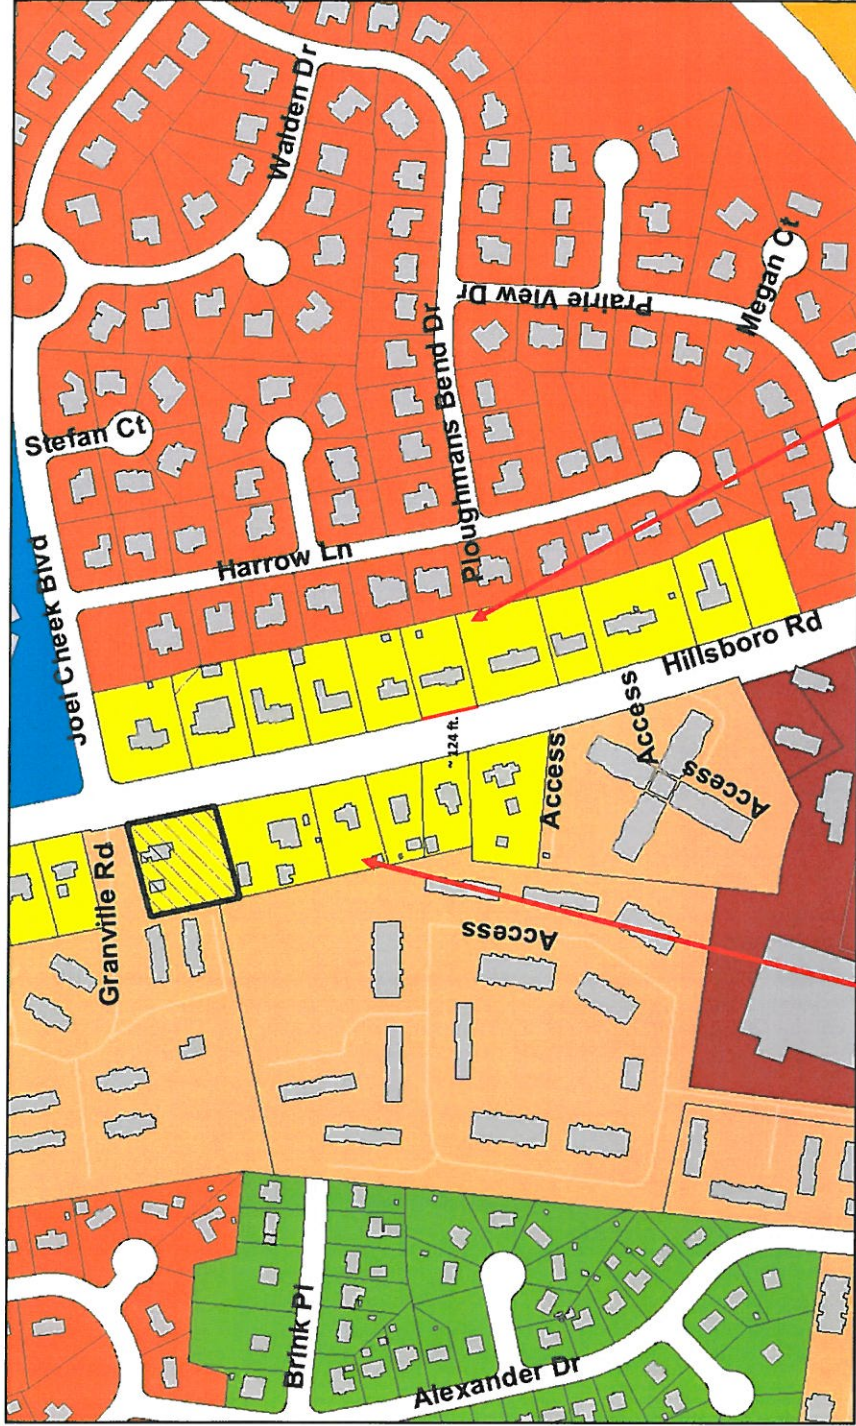 Walden Dr
Stefan Ct
Joel Cheek Blvd
Harrow Ln
Ploughmans Bend Dr
Prairie View Dr
Megan Ct
Hillsboro Rd
~ 124 ft.
Access
Access
Access
Granville Rd
Access
Brink Pl
Alexander Dr